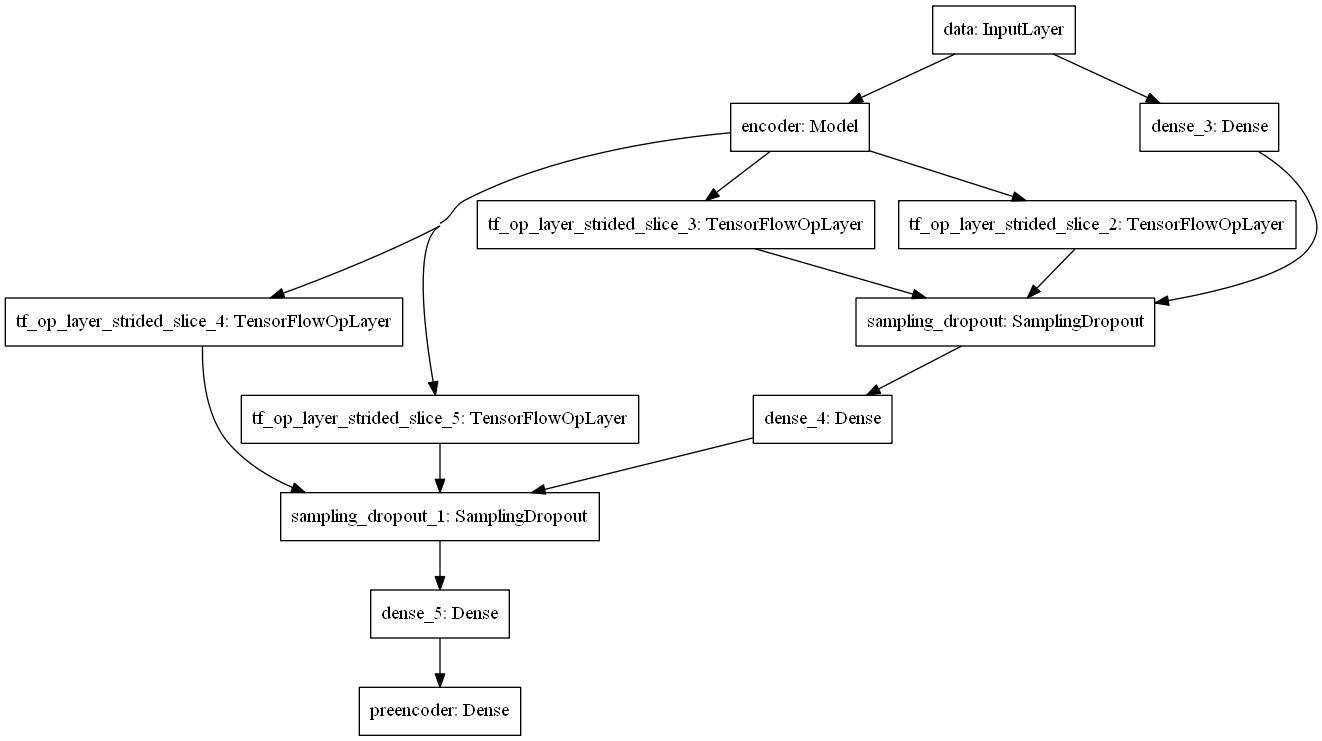 data: InputLayer
encoder: Model
dense_3: Dense
tf_op_layer_strided_slice_3: TensorFlowOpLayer
tf_op_layer_strided_slice_2: TensorFlowOpLayer
tf_op_layer_strided_slice_4: TensorFlowOpLayer
sampling_dropout: SamplingDropout
tf_op_layer_strided_slice_5: TensorFlowOpLayer
dense_4: Dense
sampling_dropout_1: SamplingDropout
dense_5: Dense
preencoder: Dense